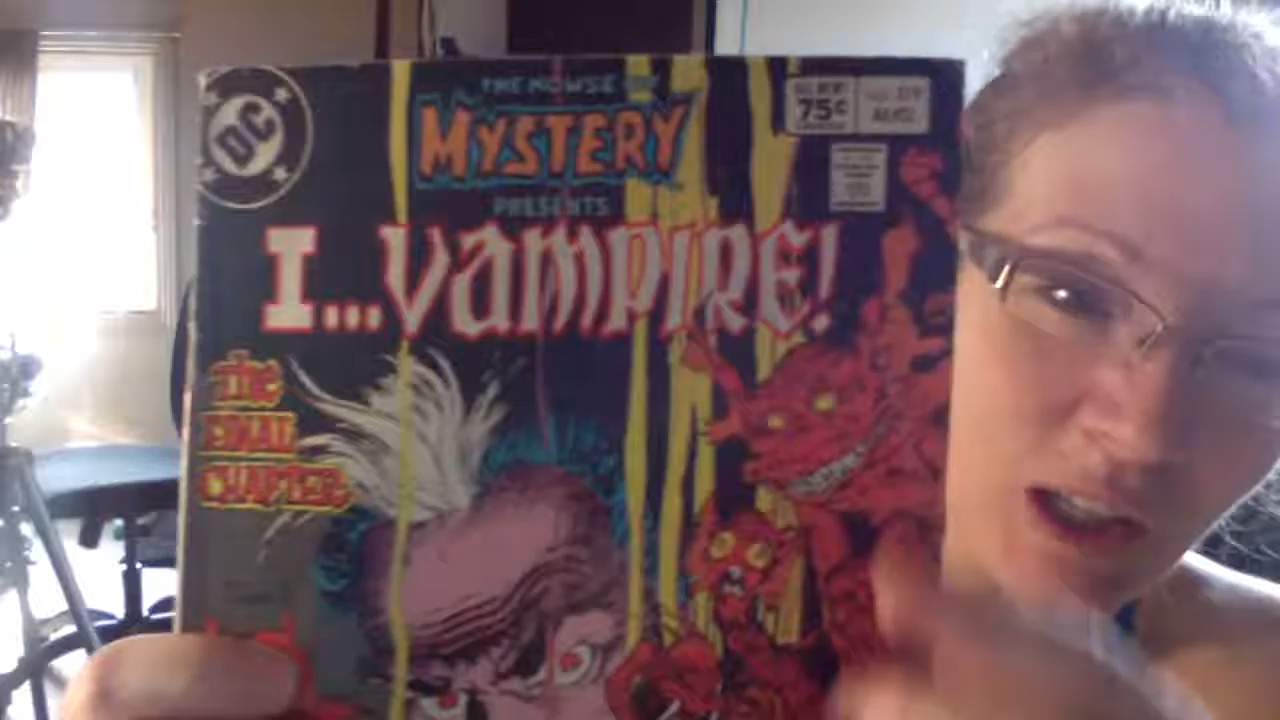 DC
THE HOUSE OF
MYSTERY
PRESENTS
I...VAMPIRE!
75¢
AUG.
THE
FINAL
CHAPTER